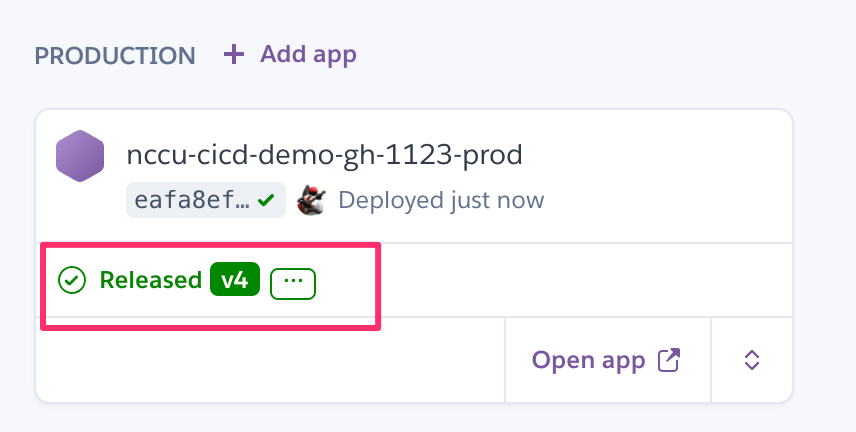 PRODUCTION + Add app
nccu-cicd-demo-gh-1123-prod
eafa8ef… Deployed just now
Released v4 ···
Open app